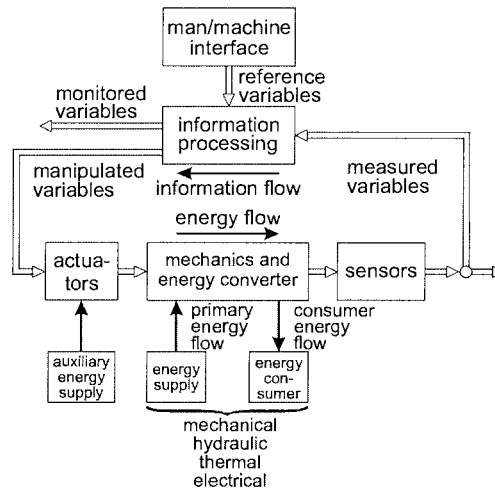 man/machine
interface
reference
variables
monitored
variables
information
processing
manipulated
variables
measured
variables
information flow
energy flow
actua-
tors
mechanics and
energy converter
sensors
primary
energy
flow
consumer
energy
flow
auxiliary
energy
supply
energy
supply
energy
con-
sumer
mechanical
hydraulic
thermal
electrical